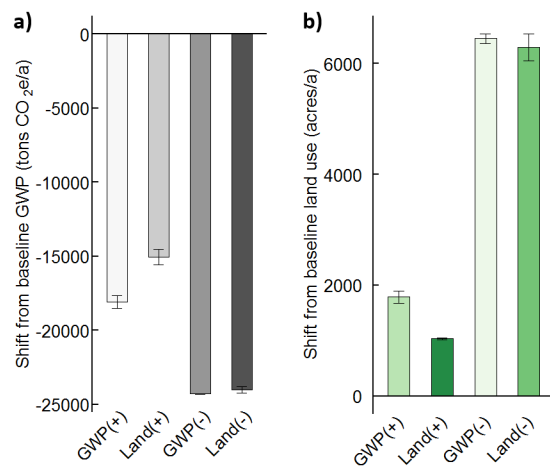 a)
Shift from baseline GWP (tons CO2e/a)
0
-5000
-10000
-15000
-20000
-25000
GWP(+)
Land(+)
GWP(-)
Land(-)
b)
Shift from baseline land use (acres/a)
6000
4000
2000
0
GWP(+)
Land(+)
GWP(-)
Land(-)